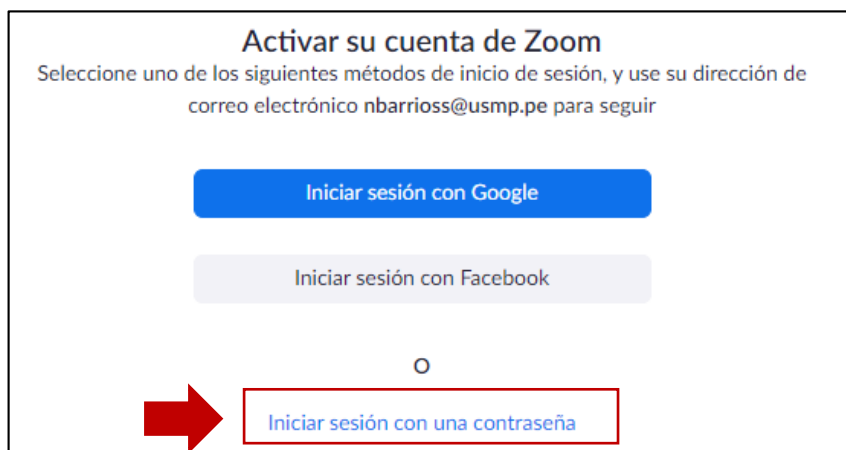 Activar su cuenta de Zoom
Seleccione uno de los siguientes métodos de inicio de sesión, y use su dirección de
correo electrónico nbarrioss@usmp.pe para seguir
Iniciar sesión con Google
Iniciar sesión con Facebook
O
Iniciar sesión con una contraseña